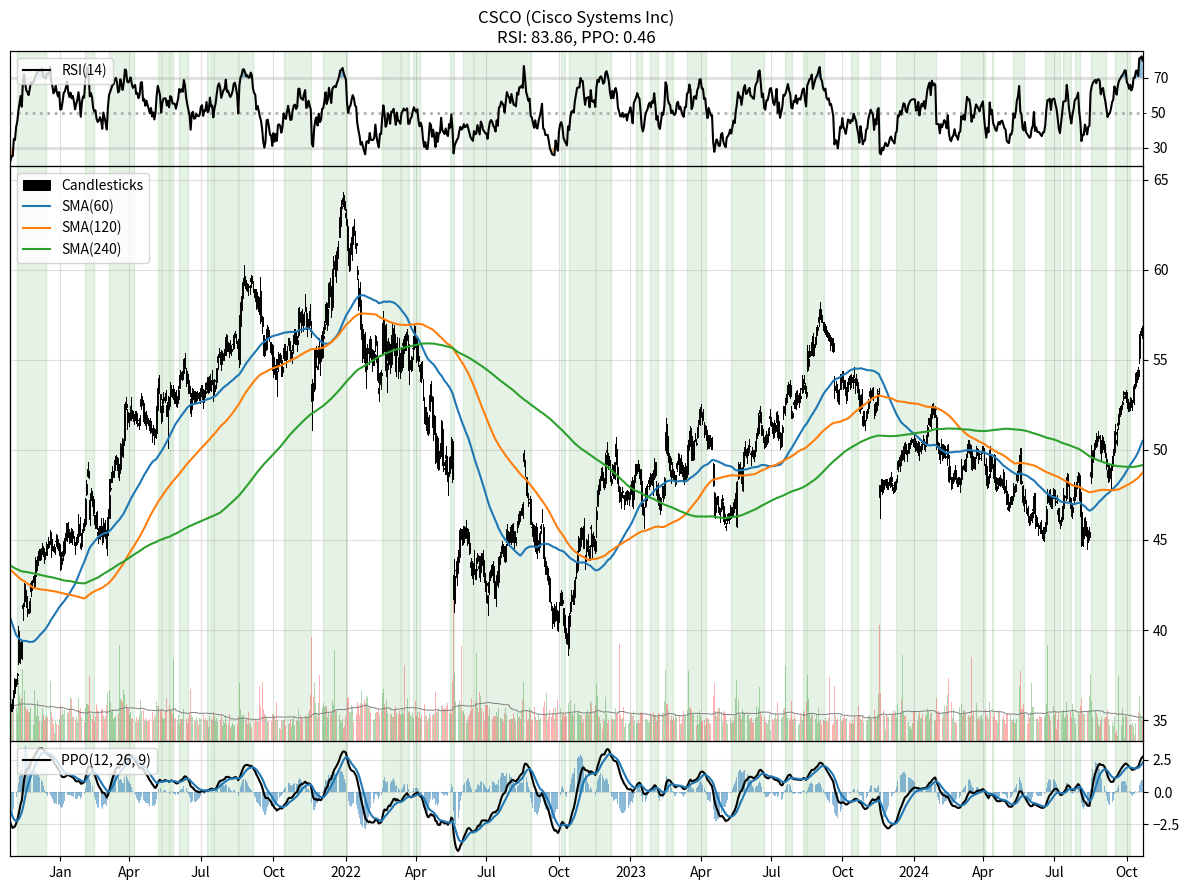 CSCO (Cisco Systems Inc)
RSI: 83.86, PPO: 0.46
RSI(14)
70
50
30
Candlesticks
SMA(60)
SMA(120)
SMA(240)
65
60
55
50
45
40
35
PPO(12, 26, 9)
2.5
0.0
−2.5
Jan Apr Jul Oct 2022 Apr Jul Oct 2023 Apr Jul Oct 2024 Apr Jul Oct